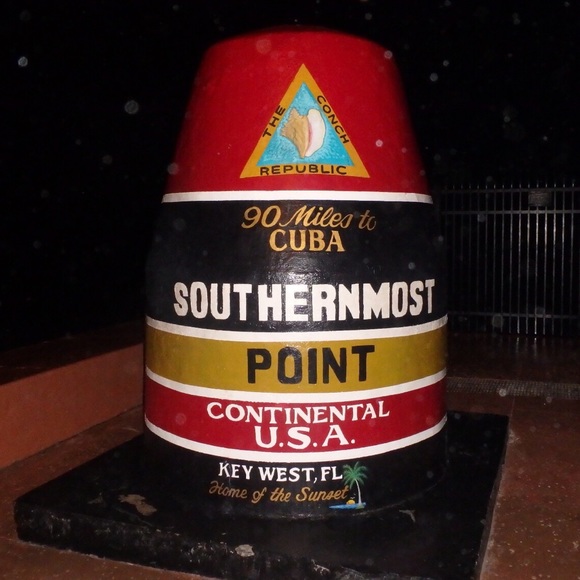 THE CONCH
REPUBLIC
90 Miles to
CUBA
SOUTHERNMOST
POINT
CONTINENTAL
U.S.A.
KEY WEST, FL
Home of the Sunset